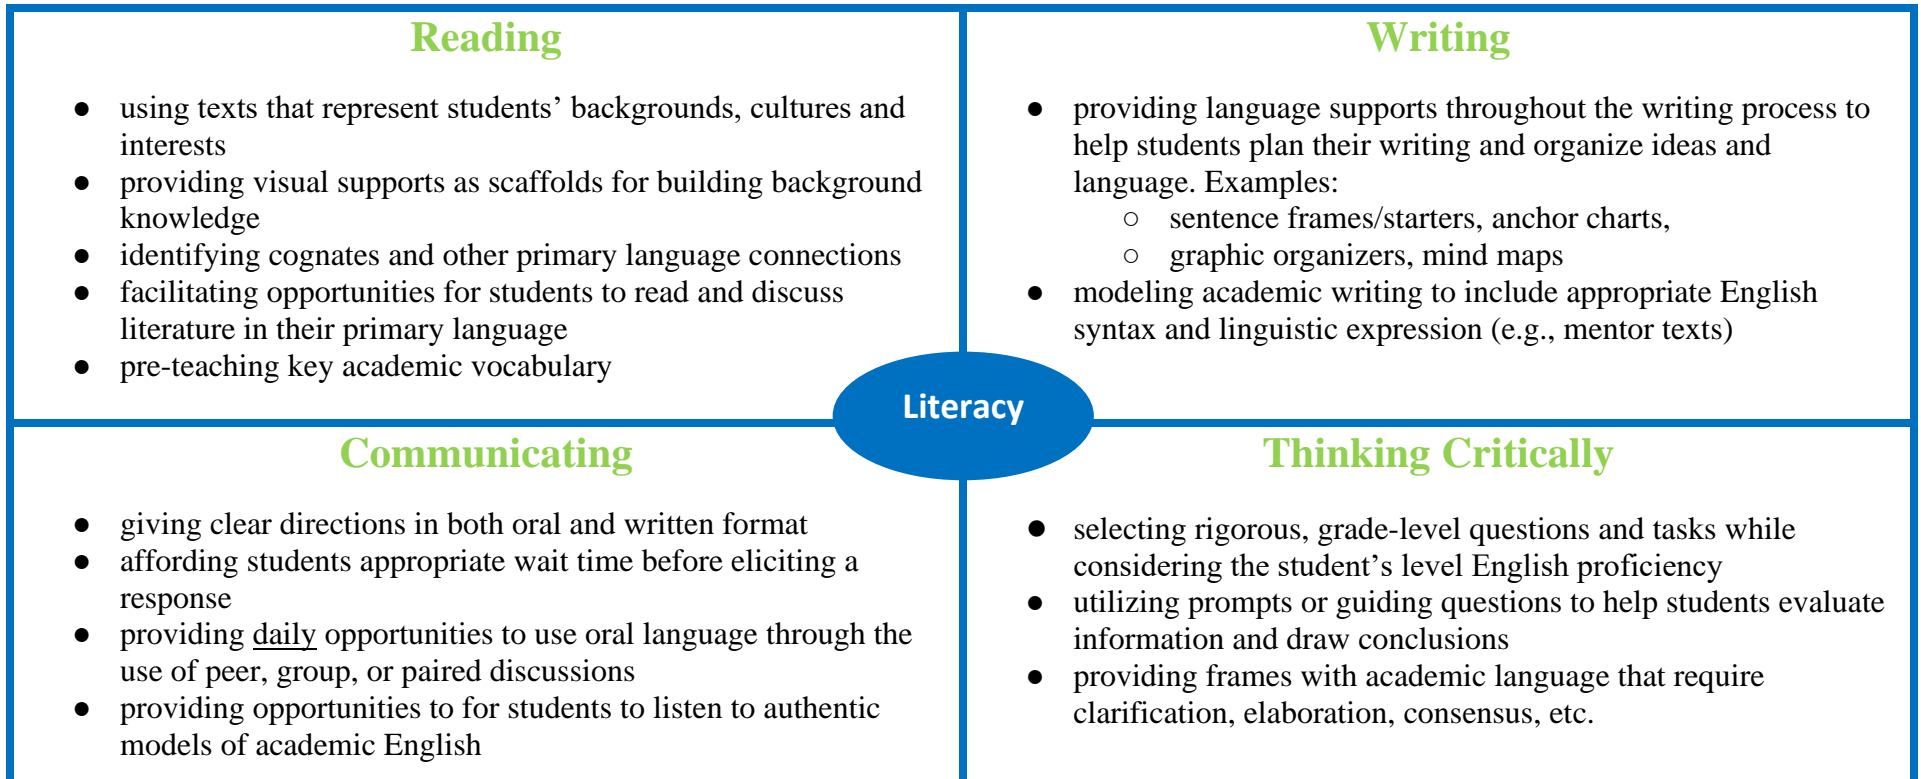 Reading
● using texts that represent students’ backgrounds, cultures and
interests
● providing visual supports as scaffolds for building background
knowledge
● identifying cognates and other primary language connections
● facilitating opportunities for students to read and discuss
literature in their primary language
● pre-teaching key academic vocabulary
Writing
● providing language supports throughout the writing process to
help students plan their writing and organize ideas and
language. Examples:
○ sentence frames/starters, anchor charts,
○ graphic organizers, mind maps
● modeling academic writing to include appropriate English
syntax and linguistic expression (e.g., mentor texts)
Literacy
Communicating
● giving clear directions in both oral and written format
● affording students appropriate wait time before eliciting a
response
● providing daily opportunities to use oral language through the
use of peer, group, or paired discussions
● providing opportunities to for students to listen to authentic
models of academic English
Thinking Critically
● selecting rigorous, grade-level questions and tasks while
considering the student’s level English proficiency
● utilizing prompts or guiding questions to help students evaluate
information and draw conclusions
● providing frames with academic language that require
clarification, elaboration, consensus, etc.